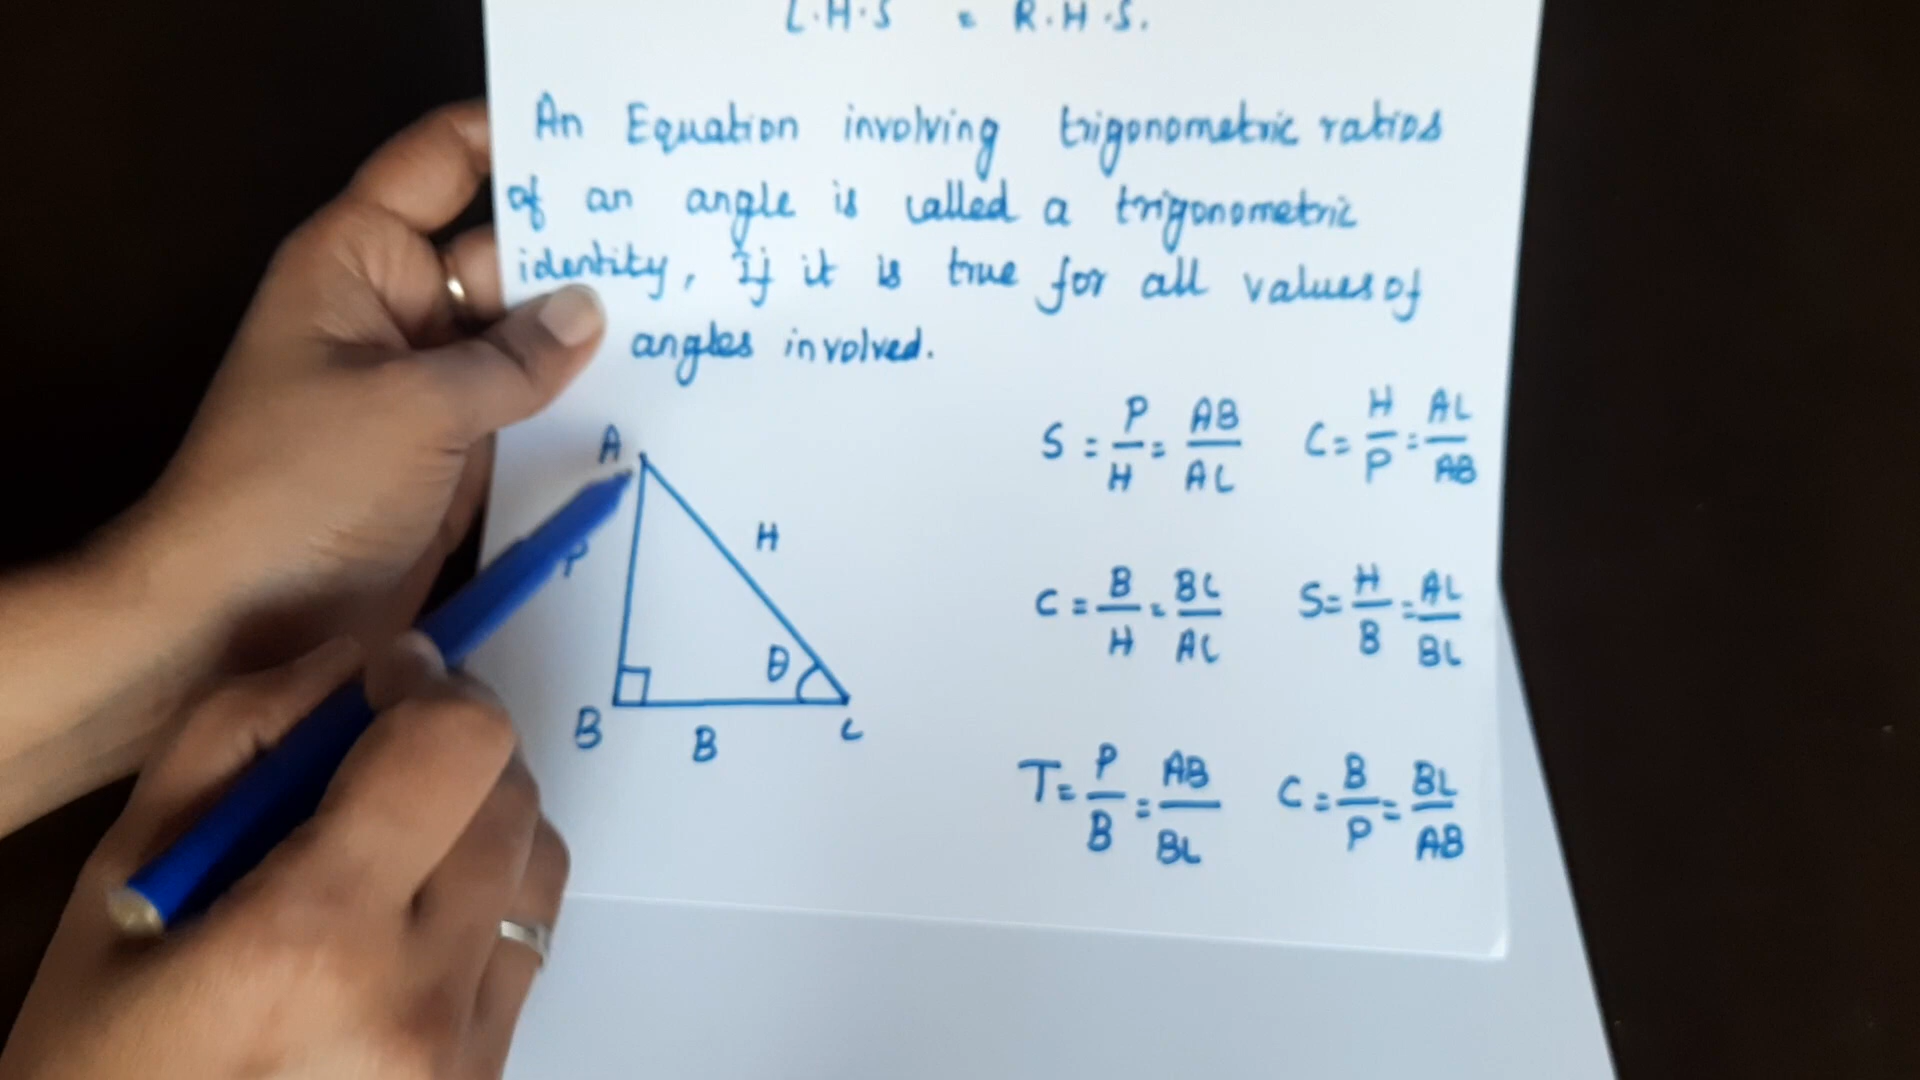 L.H.S = R.H.S.
An Equation involving trigonometric ratios
of an angle is called a trigonometric
identity, If it is true for all values of
angles involved.
A
P
H
θ
B
B
C
S = P/H = AB/AC C = H/P = AC/AB
C = B/H = BC/AC S = H/B = AC/BC
T = P/B = AB/BC C = B/P = BC/AB